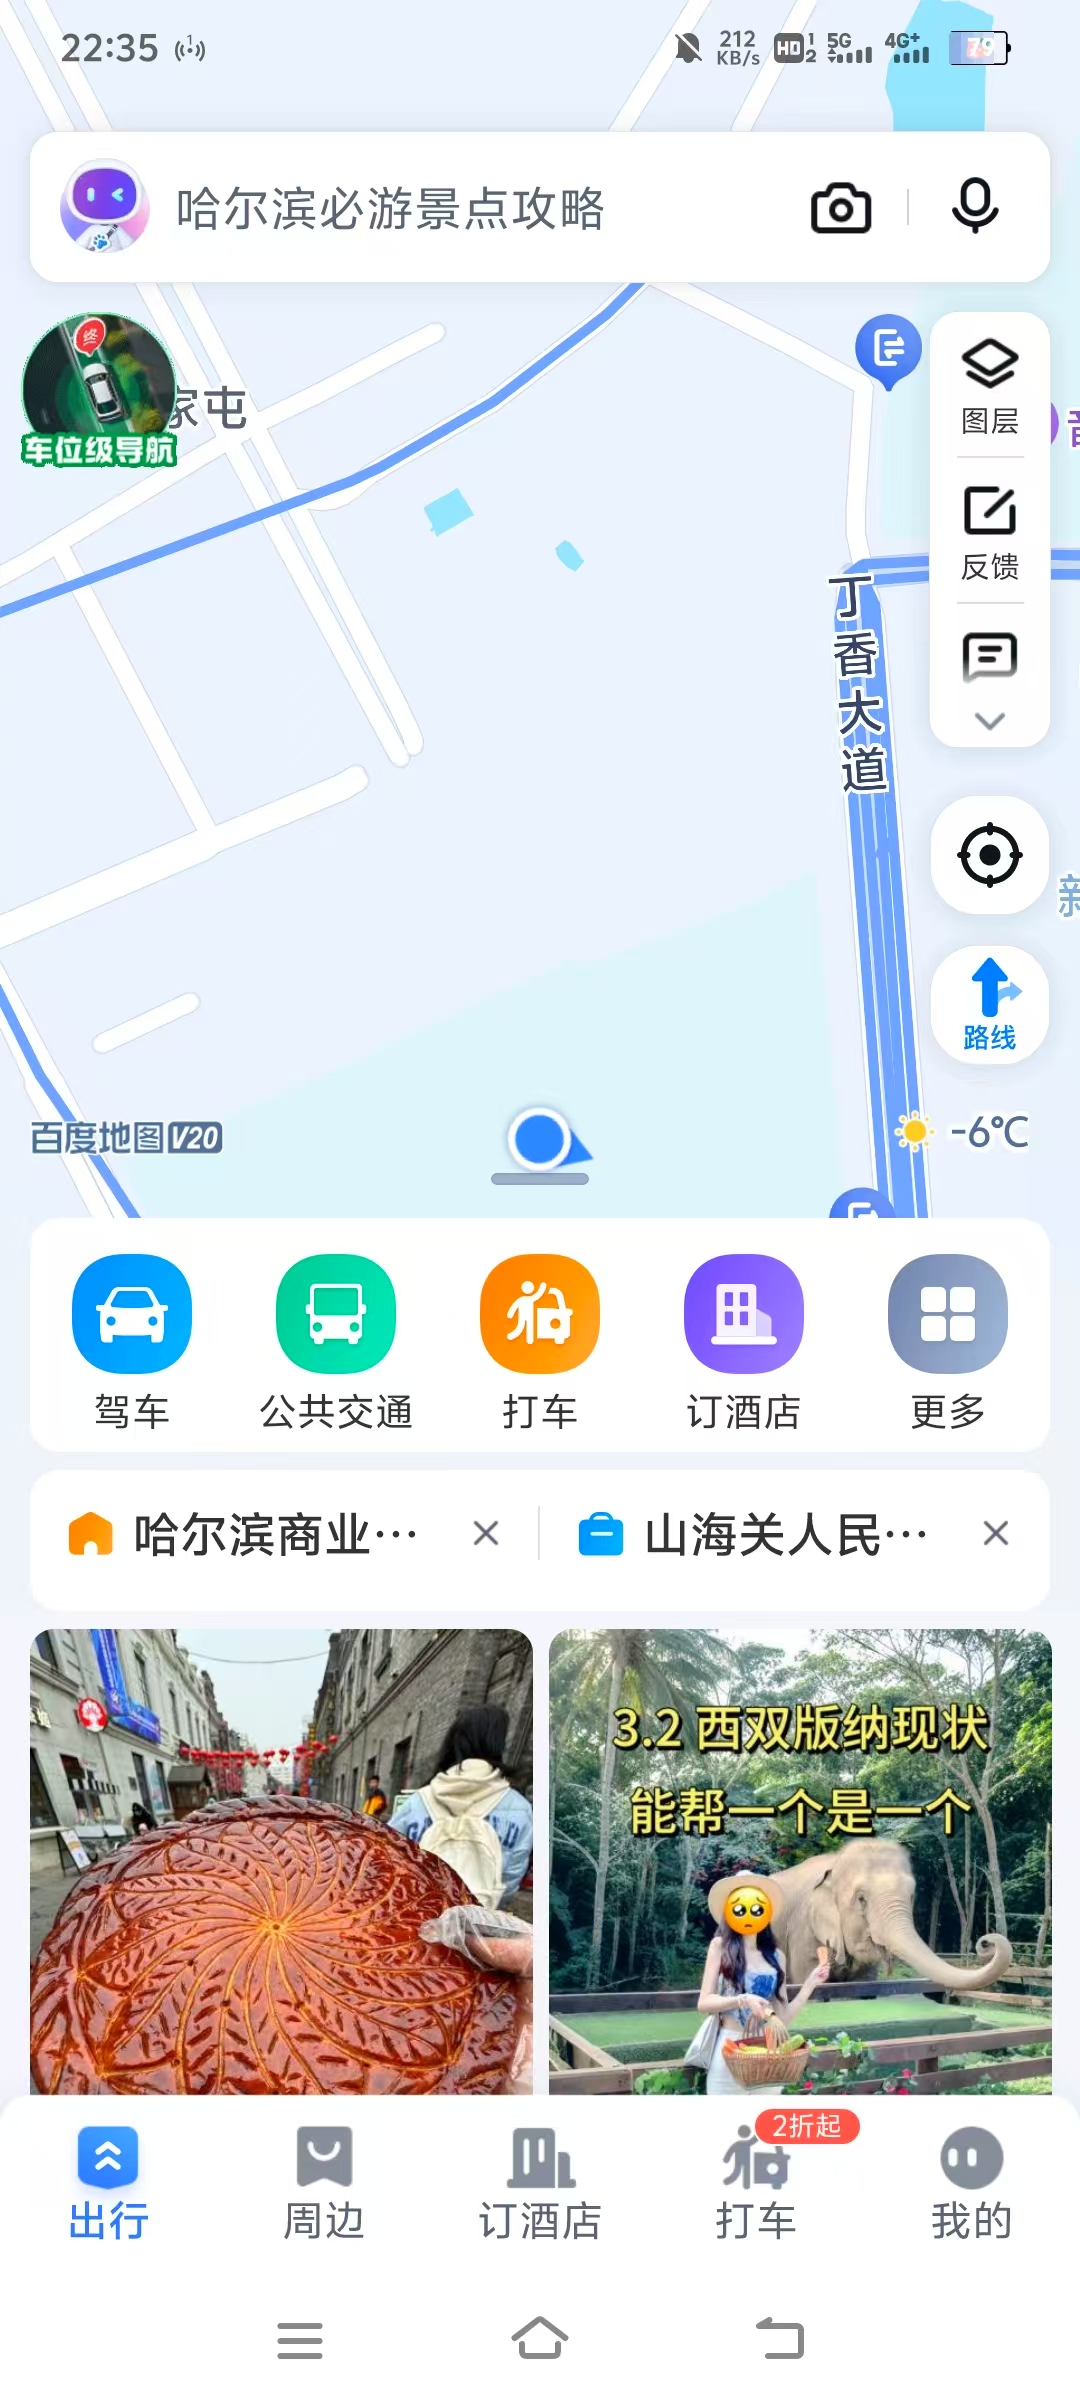 22:35
212
KB/s
HD 1
2
5G
4G+
79
哈尔滨必游景点攻略
终
车位级导航
家屯
图层
反馈
丁香大道
新
路线
百度地图V20
-6℃
驾车
公共交通
打车
订酒店
更多
哈尔滨商业…
山海关人民…
3.2 西双版纳现状
能帮一个是一个
出行
周边
订酒店
打车
2折起
我的